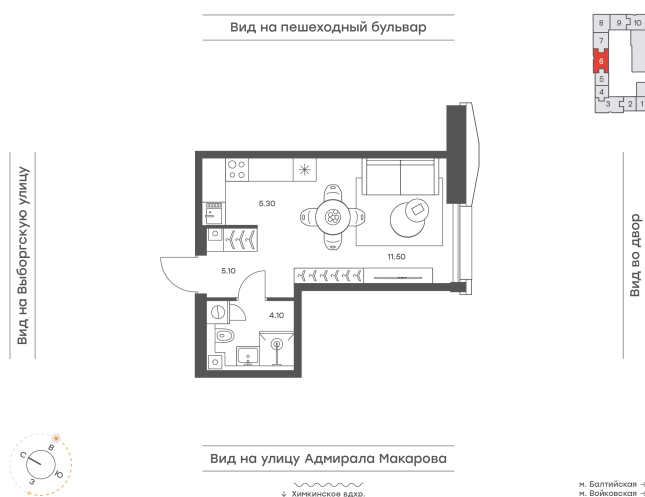 Вид на пешеходный бульвар
8 9 10
7
6
5
4
3 2 1
Вид на Выборгскую улицу
Вид во двор
5.30
11.50
5.10
4.10
Вид на улицу Адмирала Макарова
↓ Химкинское вдхр.
С В
З Ю
м. Балтийская
м. Войковская